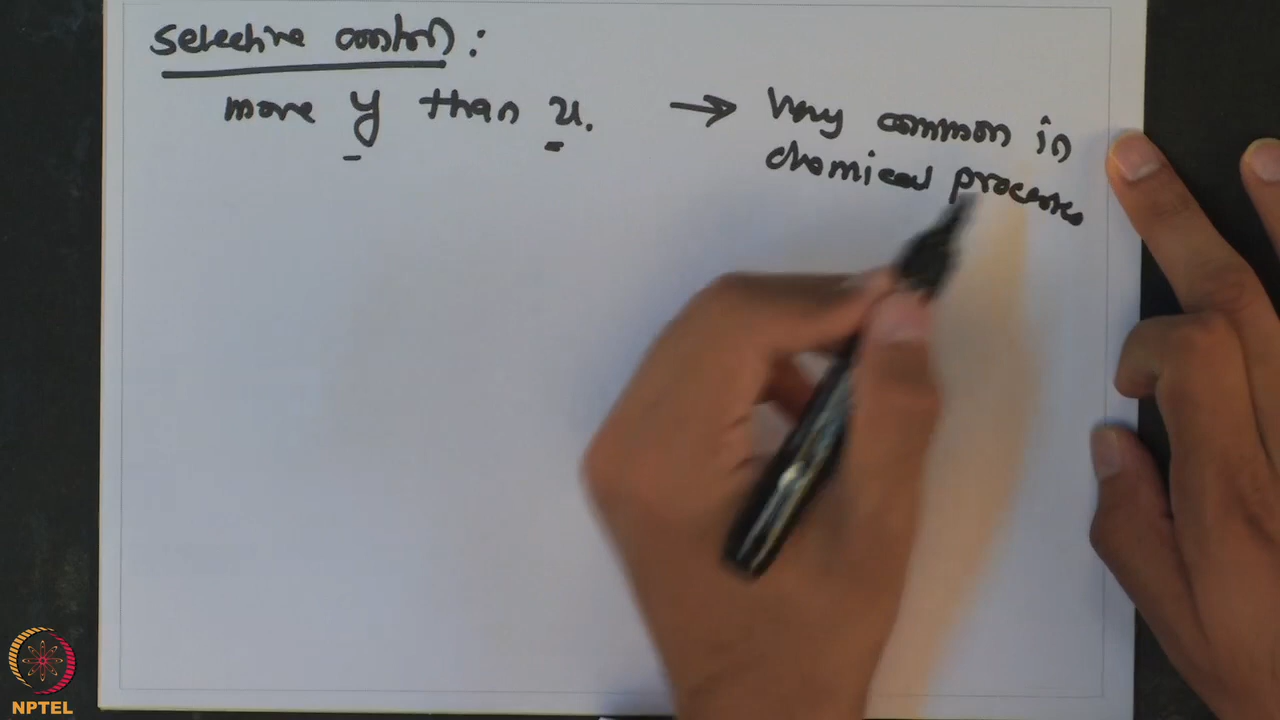 selective control:
more y than u. → Very common in
chemical processes
NPTEL